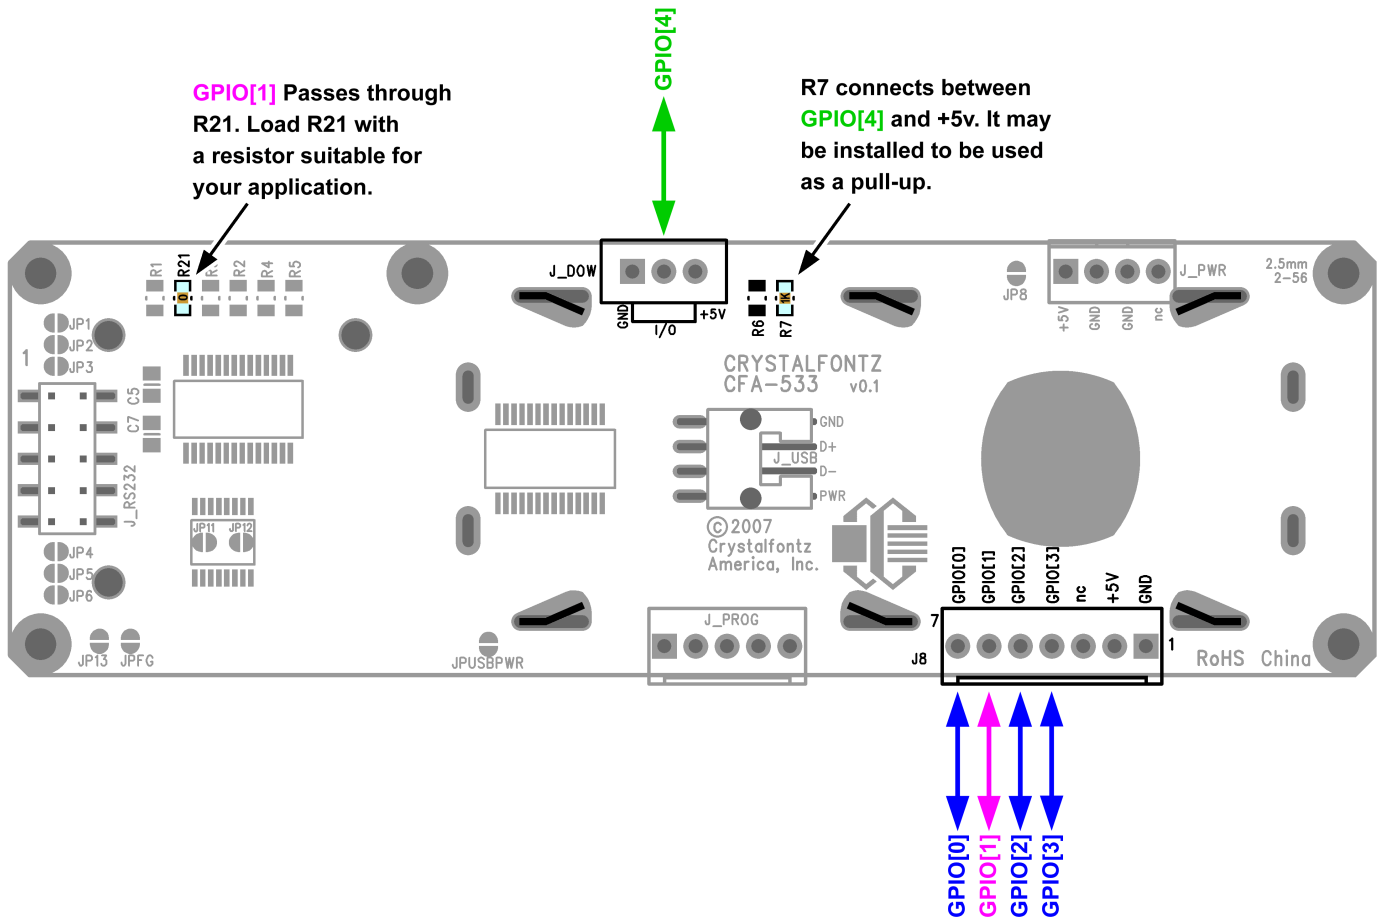 GPIO[4]
GPIO[1] Passes through
R21. Load R21 with
a resistor suitable for
your application.
R7 connects between
GPIO[4] and +5v. It may
be installed to be used
as a pull-up.
R1
R21
R2
R4
R5
0
J_DOW
GND
I/O
+5V
R6
R7
1K
JP8
J_PWR
+5V
GND
GND
nc
2.5mm
2-56
JP1
JP2
JP3
1
C5
C7
J_RS232
JP11
JP12
JP4
JP5
JP6
JP13
JPFG
CRYSTALFONTZ
CFA-533 v0.1
GND
D+
J_USB
D-
PWR
©2007
Crystalfontz
America, Inc.
JPUSBPWR
J_PROG
GPIO[0]
GPIO[1]
GPIO[2]
GPIO[3]
nc
+5V
GND
7
J8
1
RoHS China
GPIO[0]
GPIO[1]
GPIO[2]
GPIO[3]